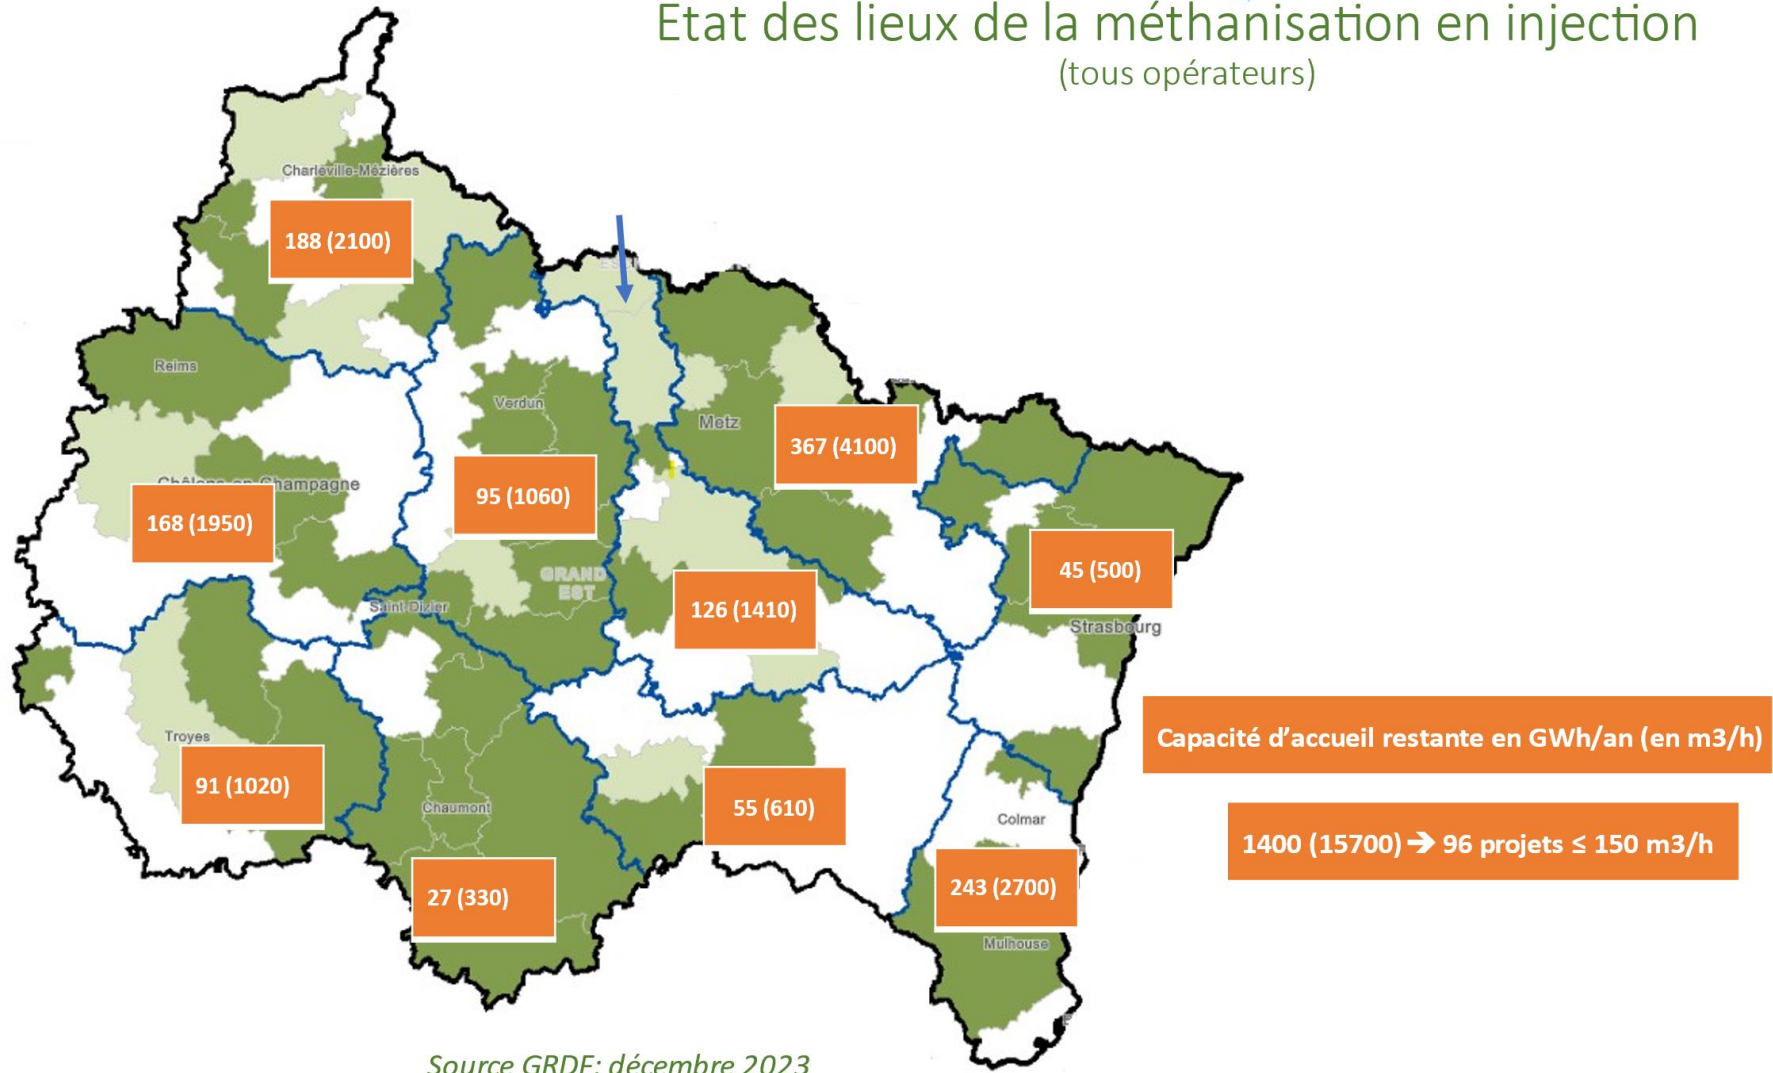 Etat des lieux de la méthanisation en injection
(tous opérateurs)
Charleville-Mézières
188 (2100)
Reims
Verdun
Metz
367 (4100)
Châlons-en-Champagne
168 (1950)
95 (1060)
GRAND
EST
45 (500)
126 (1410)
Saint-Dizier
Strasbourg
Troyes
91 (1020)
Chaumont
55 (610)
Colmar
27 (330)
243 (2700)
Mulhouse
Capacité d’accueil restante en GWh/an (en m3/h)
1400 (15700) ➔ 96 projets ≤ 150 m3/h
Source GRDF: décembre 2023